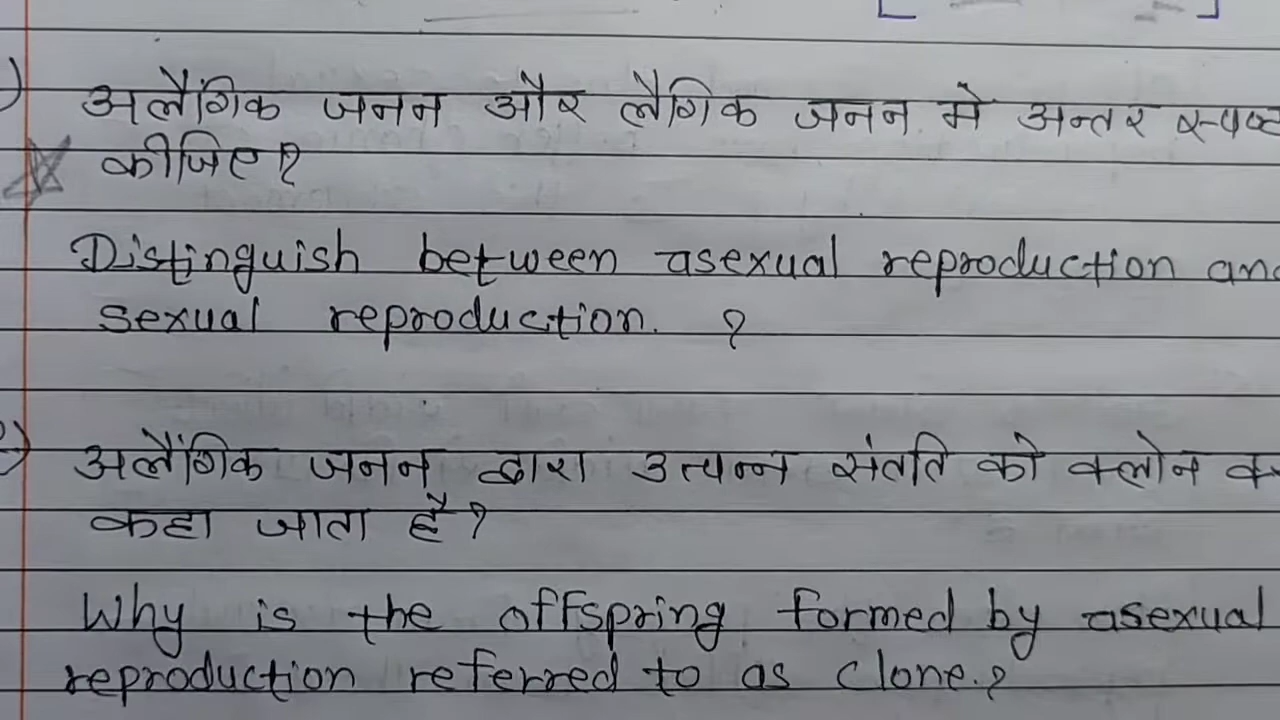 अलैंगिक जनन और लैंगिक जनन में अन्तर
कीजिए?
Distinguish between asexual reproduction
sexual reproduction. ?
अलैंगिक जनन द्वारा उत्पन्न संतति को क्लोन
कहा जाता है?
Why is the offspring formed by asexual
reproduction referred to as clone.?